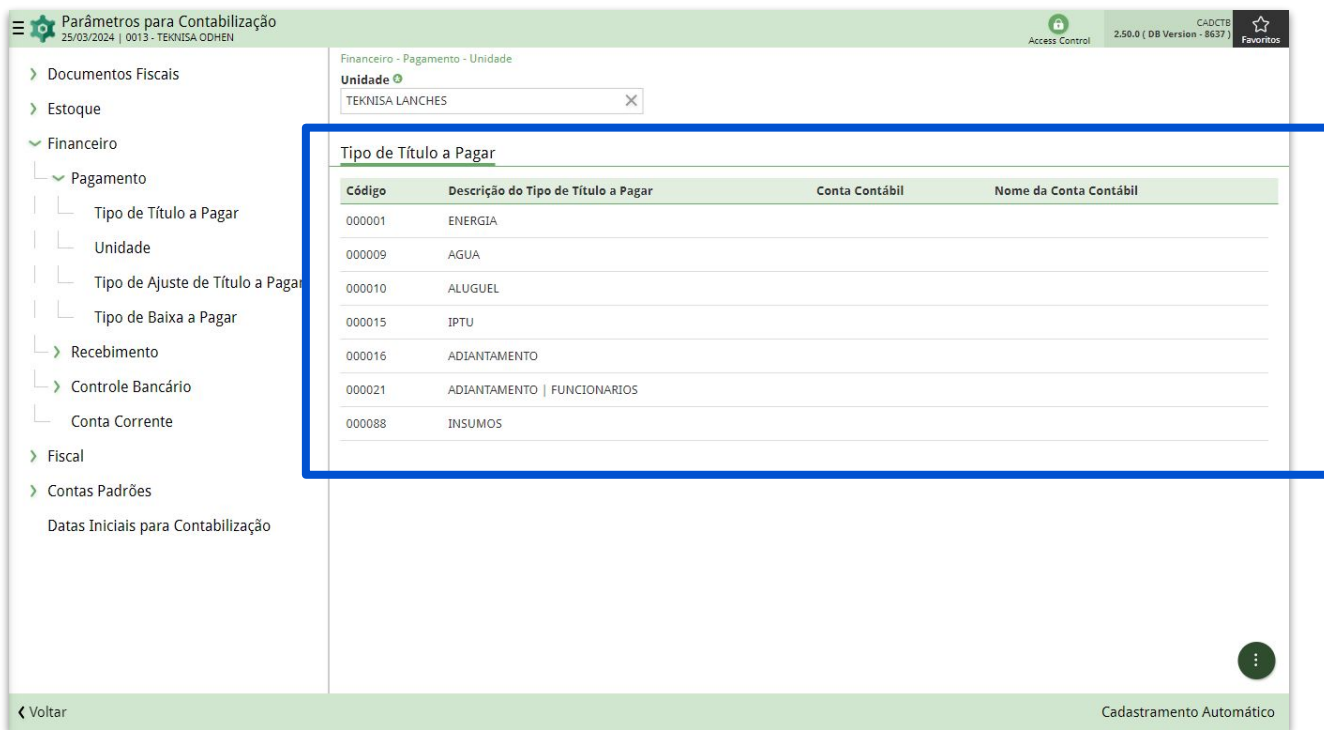 Parâmetros para Contabilização
25/03/2024 | 0013 - TEKNISA ODHEN
Access Control
CADCTB
2.50.0 ( DB Version - 8637 )
Favoritos
Documentos Fiscais
Estoque
Financeiro
Pagamento
Tipo de Título a Pagar
Unidade
Tipo de Ajuste de Título a Pagar
Tipo de Baixa a Pagar
Recebimento
Controle Bancário
Conta Corrente
Fiscal
Contas Padrões
Datas Iniciais para Contabilização
Financeiro - Pagamento - Unidade
Unidade
TEKNISA LANCHES
Tipo de Título a Pagar
Código Descrição do Tipo de Título a Pagar Conta Contábil Nome da Conta Contábil
000001 ENERGIA
000009 AGUA
000010 ALUGUEL
000015 IPTU
000016 ADIANTAMENTO
000021 ADIANTAMENTO | FUNCIONARIOS
000088 INSUMOS
Voltar
Cadastramento Automático